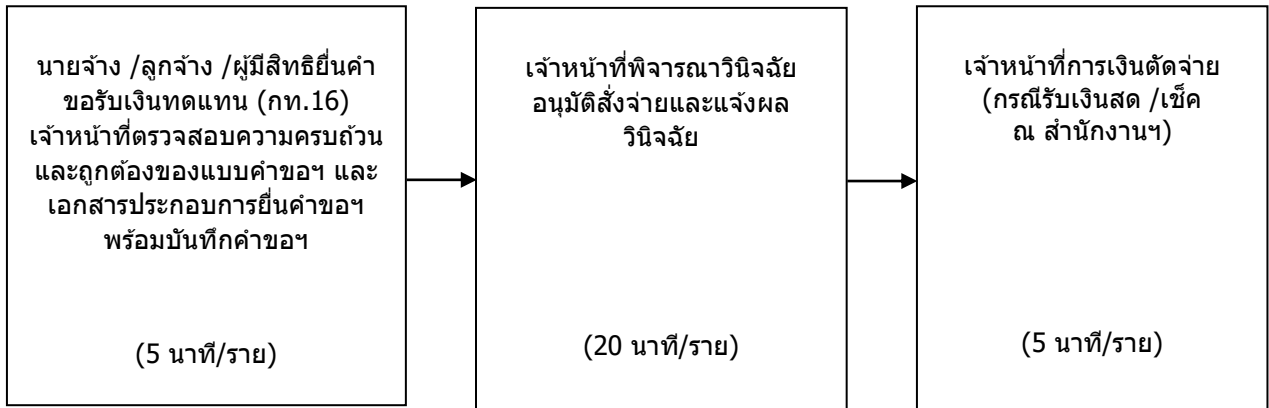 นายจ้าง /ลูกจ้าง /ผู้มีสิทธิยื่นคำ
ขอรับเงินทดแทน (กท.16)
เจ้าหน้าที่ตรวจสอบความครบถ้วน
และถูกต้องของแบบคำขอฯ และ
เอกสารประกอบการยื่นคำขอฯ
พร้อมบันทึกคำขอฯ
(5 นาที/ราย)
เจ้าหน้าที่พิจารณาวินิจฉัย
อนุมัติสั่งจ่ายและแจ้งผล
วินิจฉัย
(20 นาที/ราย)
เจ้าหน้าที่การเงินตัดจ่าย
(กรณีรับเงินสด /เช็ค
ณ สำนักงานฯ)
(5 นาที/ราย)